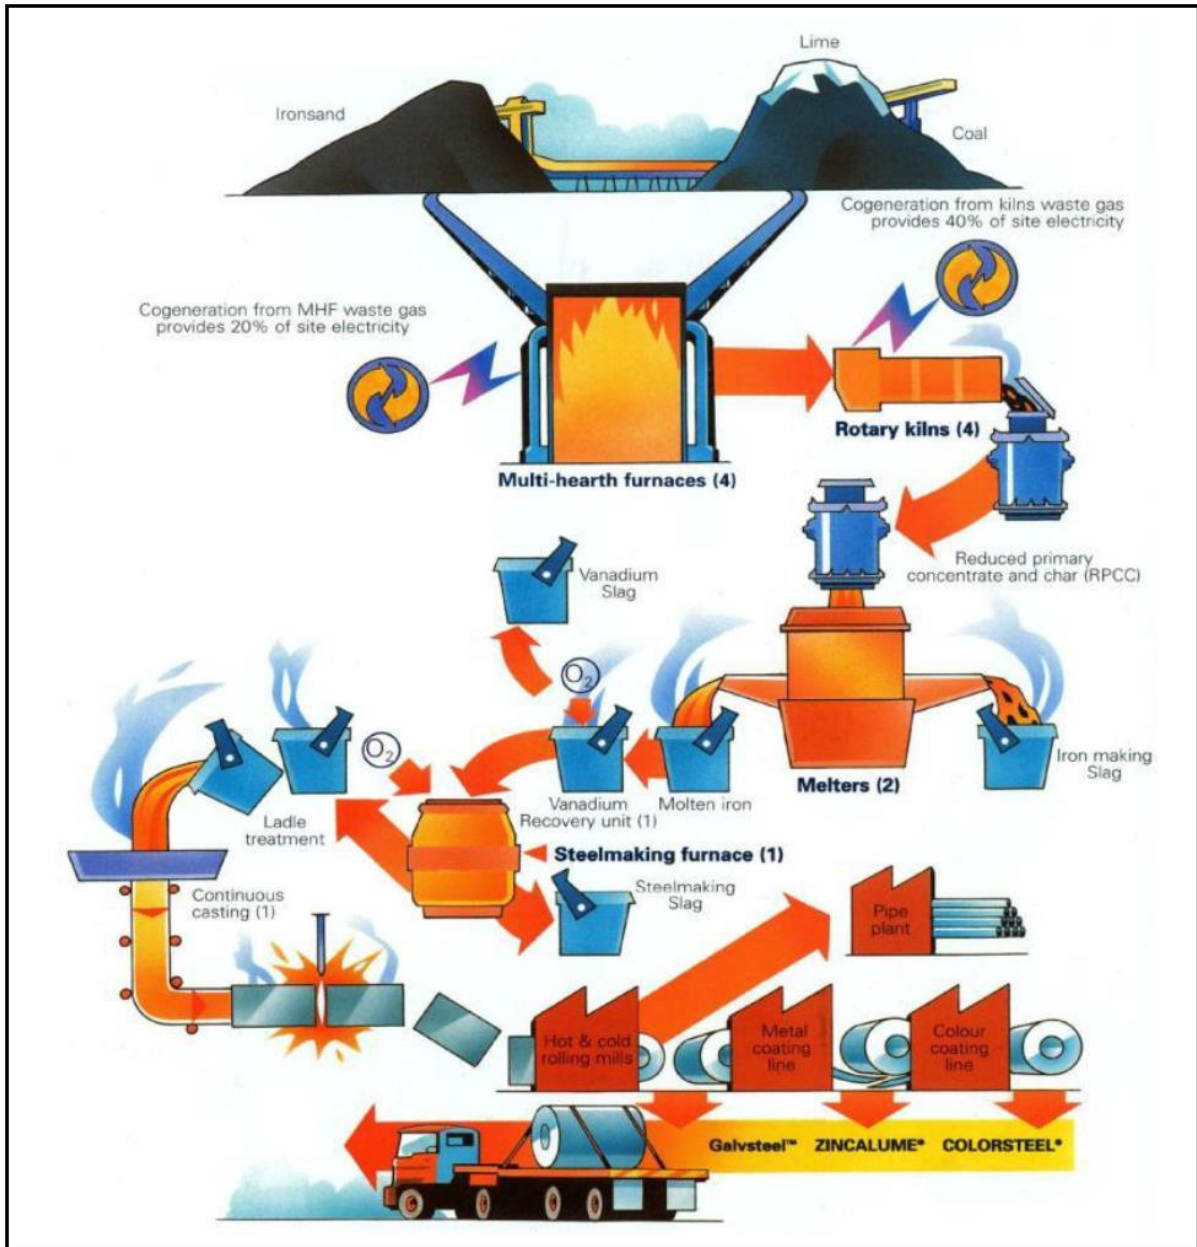 Lime
Ironsand
Coal
Cogeneration from kilns waste gas
provides 40% of site electricity
Cogeneration from MHF waste gas
provides 20% of site electricity
Rotary kilns (4)
Multi-hearth furnaces (4)
Reduced primary
concentrate and char (RPCC)
Vanadium
Slag
O₂
O₂
Iron making
Slag
Melters (2)
Molten iron
Vanadium
Recovery unit (1)
Ladle
treatment
Steelmaking furnace (1)
Steelmaking
Slag
Continuous
casting (1)
Pipe
plant
Hot & cold
rolling mills
Metal
coating
line
Colour
coating
line
Galvsteel™ ZINCALUME® COLORSTEEL®